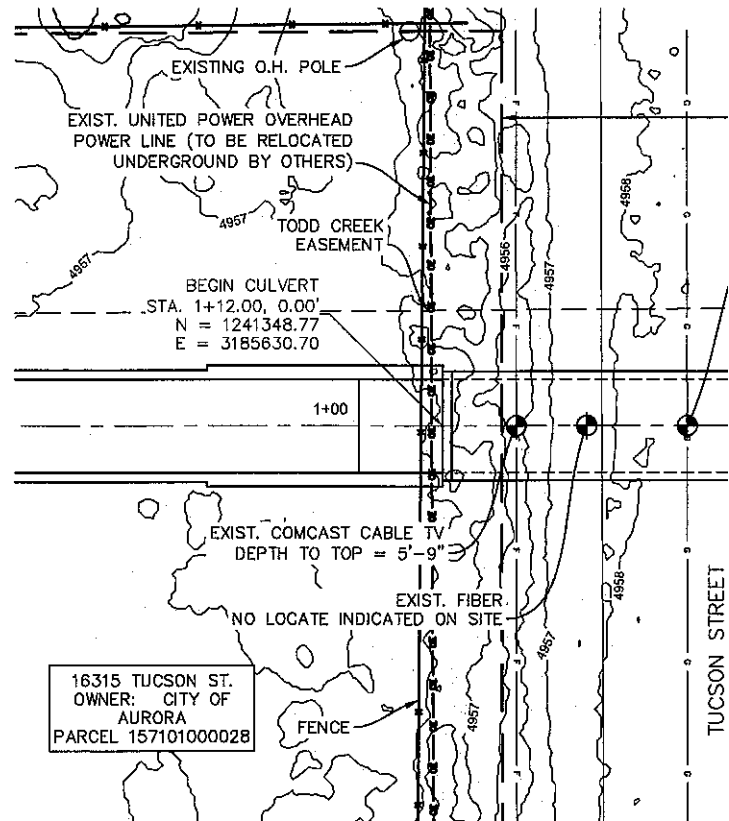 EXISTING O.H. POLE
EXIST. UNITED POWER OVERHEAD
POWER LINE (TO BE RELOCATED
UNDERGROUND BY OTHERS)
4957
4957
TODD CREEK
EASEMENT
4956
4957
4958
BEGIN CULVERT
STA. 1+12.00, 0.00'
N = 1241348.77
E = 3185630.70
1+00
EXIST. COMCAST CABLE TV
DEPTH TO TOP = 5'-9"
EXIST. FIBER
NO LOCATE INDICATED ON SITE
4958
4957
4957
16315 TUCSON ST.
OWNER: CITY OF
AURORA
PARCEL 157101000028
FENCE
TUCSON STREET
F
F
F
F
F
G
G
G
G